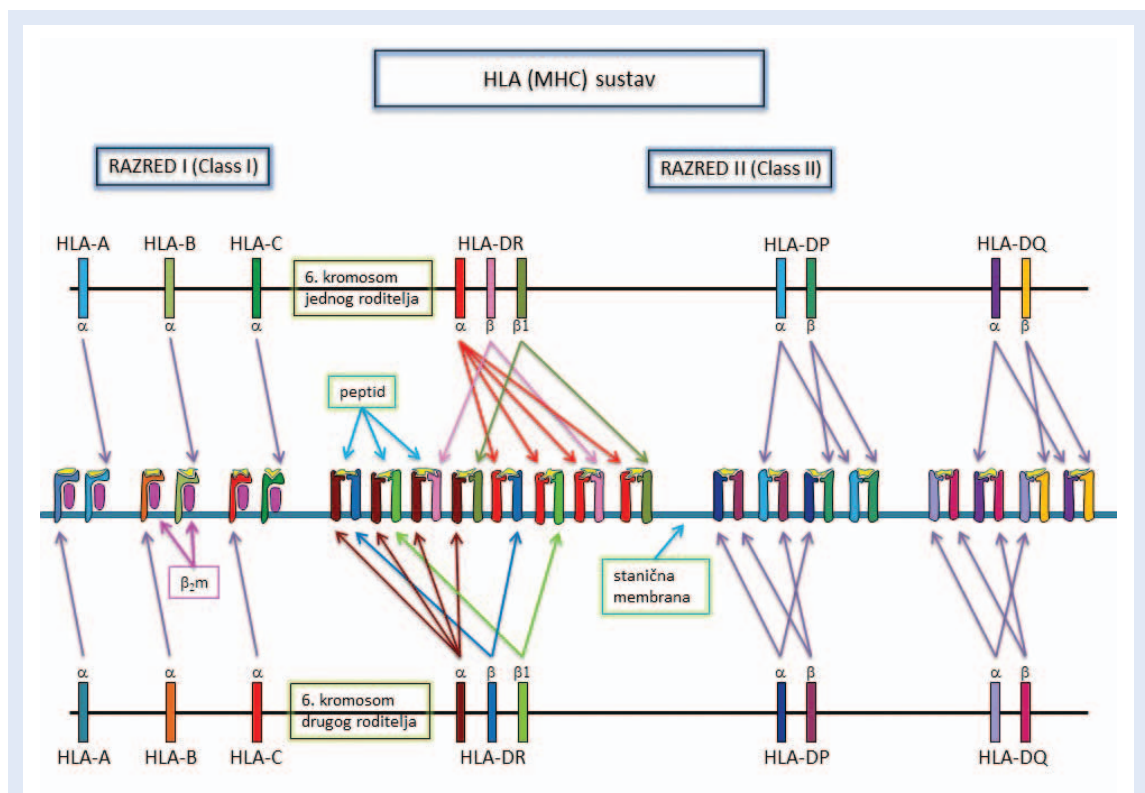 HLA (MHC) sustav
RAZRED I (Class I)
RAZRED II (Class II)
HLA-A
HLA-B
HLA-C
HLA-DR
HLA-DP
HLA-DQ
6. kromosom
jednog roditelja
α
α
α
α
β
β1
α
β
α
β
peptid
β₂m
stanična
membrana
α
α
α
α
β
β1
α
β
α
β
6. kromosom
drugog roditelja
HLA-A
HLA-B
HLA-C
HLA-DR
HLA-DP
HLA-DQ